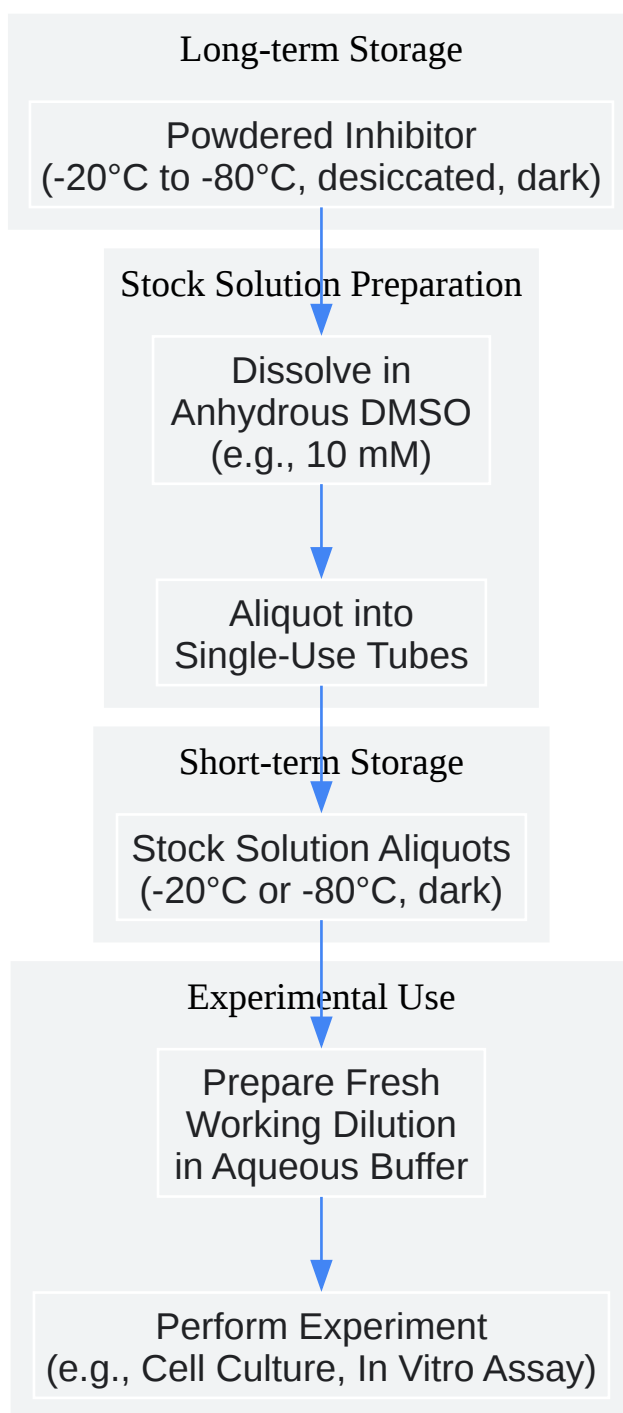 Long-term Storage
Powdered Inhibitor
(-20°C to -80°C, desiccated, dark)
Stock Solution Preparation
Dissolve in
Anhydrous DMSO
(e.g., 10 mM)
Aliquot into
Single-Use Tubes
Short-term Storage
Stock Solution Aliquots
(-20°C or -80°C, dark)
Experimental Use
Prepare Fresh
Working Dilution
in Aqueous Buffer
Perform Experiment
(e.g., Cell Culture, In Vitro Assay)